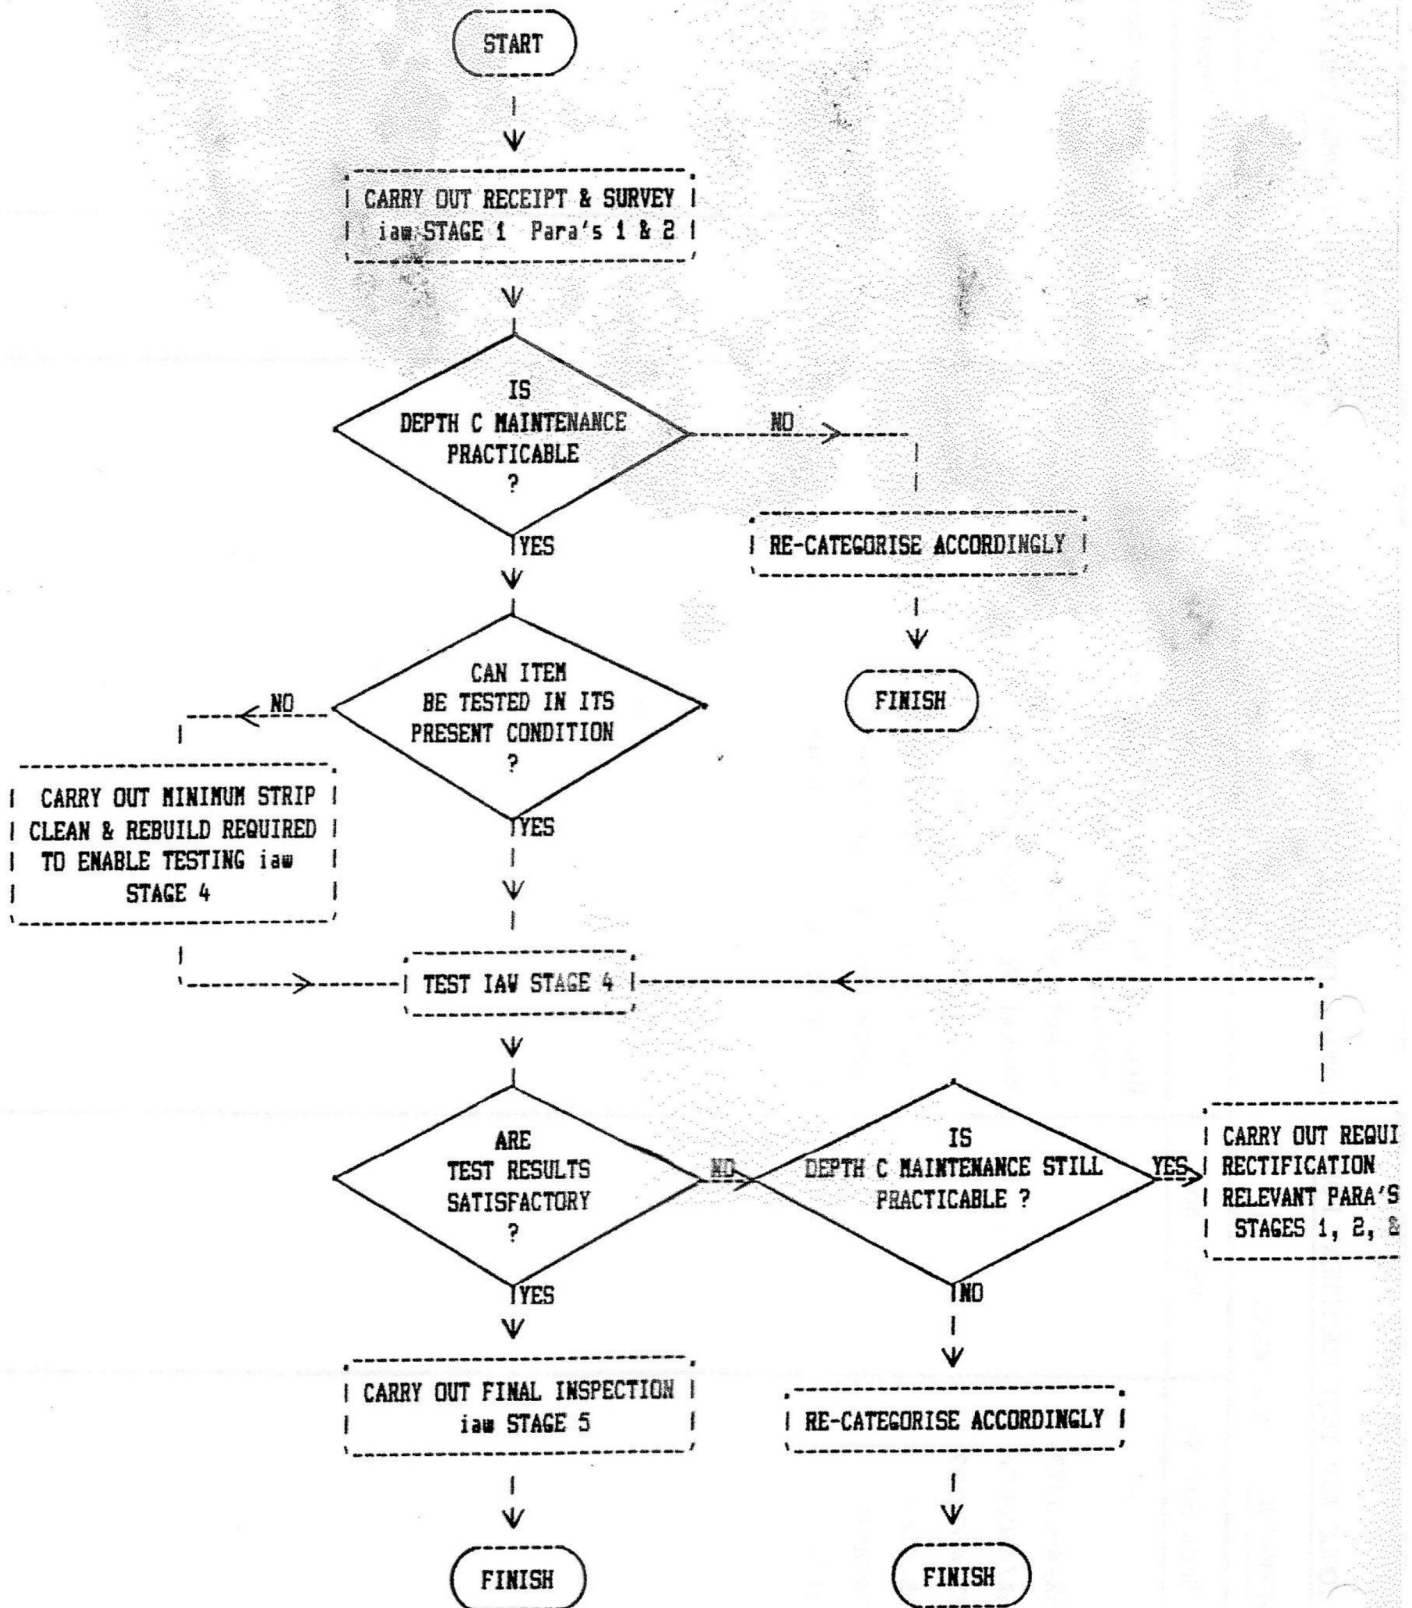 START
CARRY OUT RECEIPT & SURVEY
iaw STAGE 1 Para's 1 & 2
IS
DEPTH C MAINTENANCE
PRACTICABLE
?
NO
YES
RE-CATEGORISE ACCORDINGLY
FINISH
CAN ITEM
BE TESTED IN ITS
PRESENT CONDITION
?
NO
YES
CARRY OUT MINIMUM STRIP
CLEAN & REBUILD REQUIRED
TO ENABLE TESTING iaw
STAGE 4
TEST IAW STAGE 4
ARE
TEST RESULTS
SATISFACTORY
?
NO
YES
IS
DEPTH C MAINTENANCE STILL
PRACTICABLE ?
YES
NO
CARRY OUT REQUI
RECTIFICATION
RELEVANT PARA'S
STAGES 1, 2, &
CARRY OUT FINAL INSPECTION
iaw STAGE 5
FINISH
RE-CATEGORISE ACCORDINGLY
FINISH